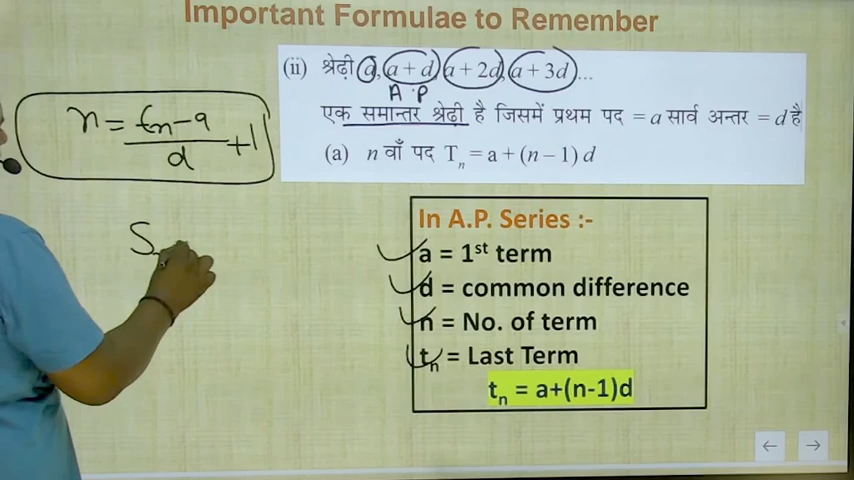 Important Formulae to Remember
(ii) श्रेढ़ी a, a + d, a + 2d, a + 3d ...
A.P
एक समान्तर श्रेढ़ी है जिसमें प्रथम पद = a सार्व अन्तर = d है
(a) n वाँ पद Tn = a + (n – 1) d
n = tn - a / d + 1
S
In A.P. Series :-
a = 1st term
d = common difference
n = No. of term
tn = Last Term
tn = a+(n-1)d